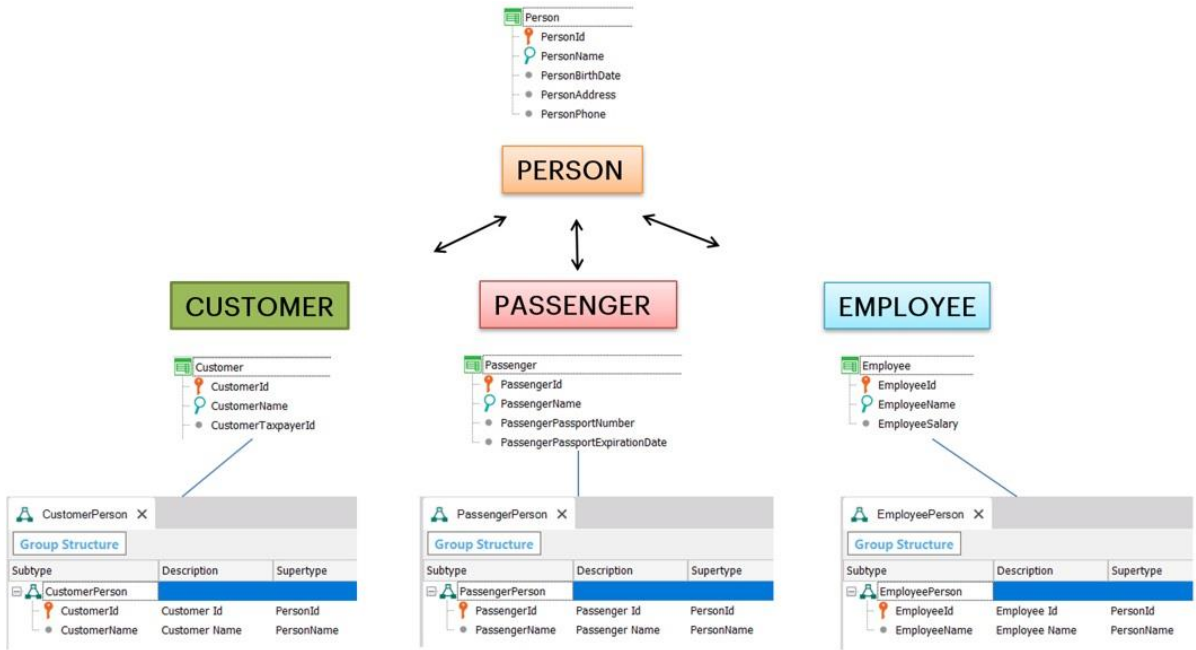 Person
PersonId
PersonName
PersonBirthDate
PersonAddress
PersonPhone
PERSON
CUSTOMER
PASSENGER
EMPLOYEE
Customer
CustomerId
CustomerName
CustomerTaxpayerId
Passenger
PassengerId
PassengerName
PassengerPassportNumber
PassengerPassportExpirationDate
Employee
EmployeeId
EmployeeName
EmployeeSalary
CustomerPerson X
Group Structure
Subtype Description Supertype
CustomerPerson
CustomerId Customer Id PersonId
CustomerName Customer Name PersonName
PassengerPerson X
Group Structure
Subtype Description Supertype
PassengerPerson
PassengerId Passenger Id PersonId
PassengerName Passenger Name PersonName
EmployeePerson X
Group Structure
Subtype Description Supertype
EmployeePerson
EmployeeId Employee Id PersonId
EmployeeName Employee Name PersonName